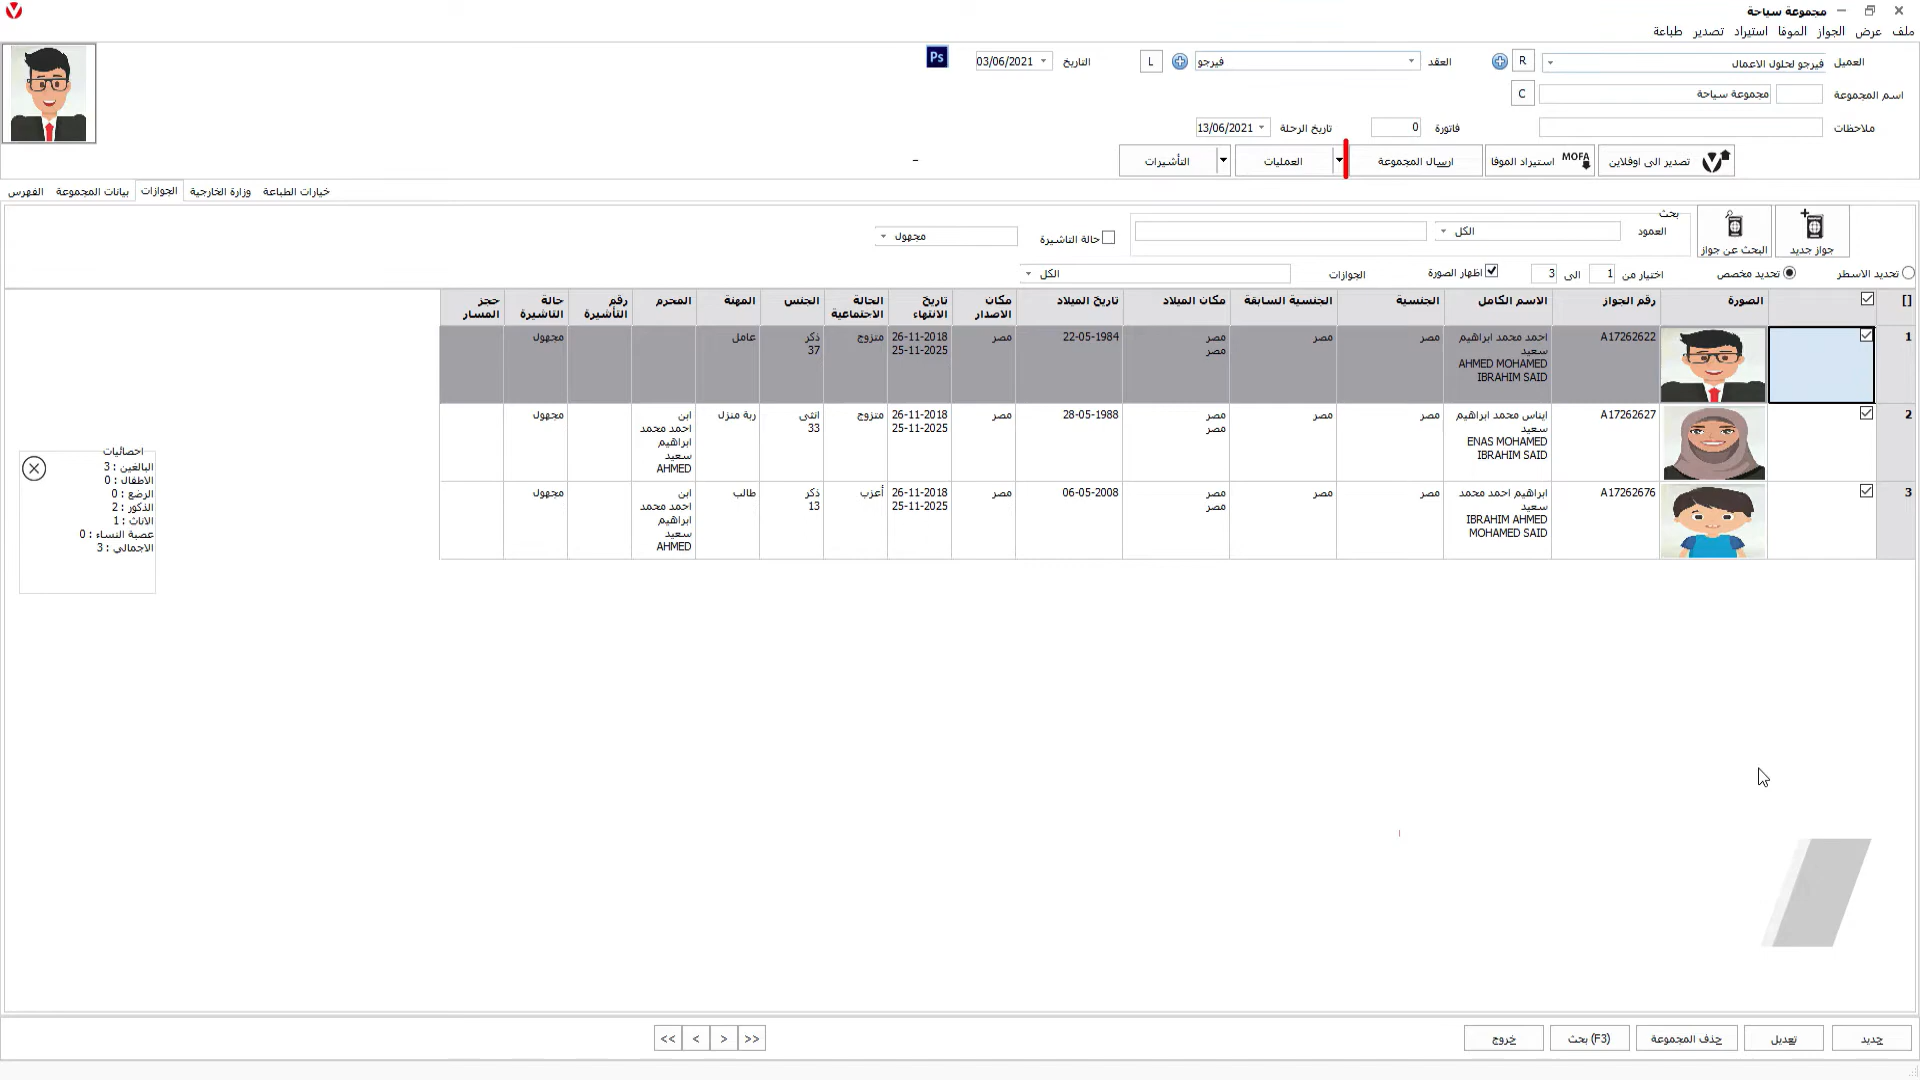 مجموعة سياحة
ملف عرض الجواز الموفا استيراد تصدير طباعة
العميل فيرجو لحلول الاعمال R العقد فيرجو L التاريخ 03/06/2021 Ps
اسم المجموعة مجموعة سياحة C
ملاحظات فاتورة 0 تاريخ الرحلة 13/06/2021
تصدير الى اوفلاين استيراد الموفا MOFA ارسال المجموعة العمليات التأشيرات -
خيارات الطباعة وزارة الخارجية الجوازات بيانات المجموعة الفهرس
جواز جديد البحث عن جواز
بحث
العمود الكل حالة التاشيرة مجهول
تحديد الاسطر تحديد مخصص اختيار من 1 الى 3 اظهار الصورة الجوازات الكل
[] الصورة رقم الجواز الاسم الكامل الجنسية الجنسية السابقة مكان الميلاد تاريخ الميلاد مكان الاصدار تاريخ الانتهاء الحالة الاجتماعية الجنس المهنة المحرم رقم التأشيرة حالة التاشيرة حجز المسار
1 A17262622 احمد محمد ابراهيم سعيد AHMED MOHAMED IBRAHIM SAID مصر مصر مصر مصر 22-05-1984 مصر 26-11-2018 25-11-2025 متزوج ذكر 37 عامل مجهول
2 A17262627 ايناس محمد ابراهيم سعيد ENAS MOHAMED IBRAHIM SAID مصر مصر مصر مصر 28-05-1988 مصر 26-11-2018 25-11-2025 متزوج انثى 33 ربة منزل ابن احمد محمد ابراهيم سعيد AHMED مجهول
3 A17262676 ابراهيم احمد محمد سعيد IBRAHIM AHMED MOHAMED SAID مصر مصر مصر مصر 06-05-2008 مصر 26-11-2018 25-11-2025 أعزب ذكر 13 طالب ابن احمد محمد ابراهيم سعيد AHMED مجهول
احصائيات
البالغين : 3
الاطفال : 0
الرضع : 0
الذكور : 2
الاناث : 1
عصبة النساء : 0
الاجمالي : 3
جديد تعديل حذف المجموعة بحث (F3) خروج >> > < <<